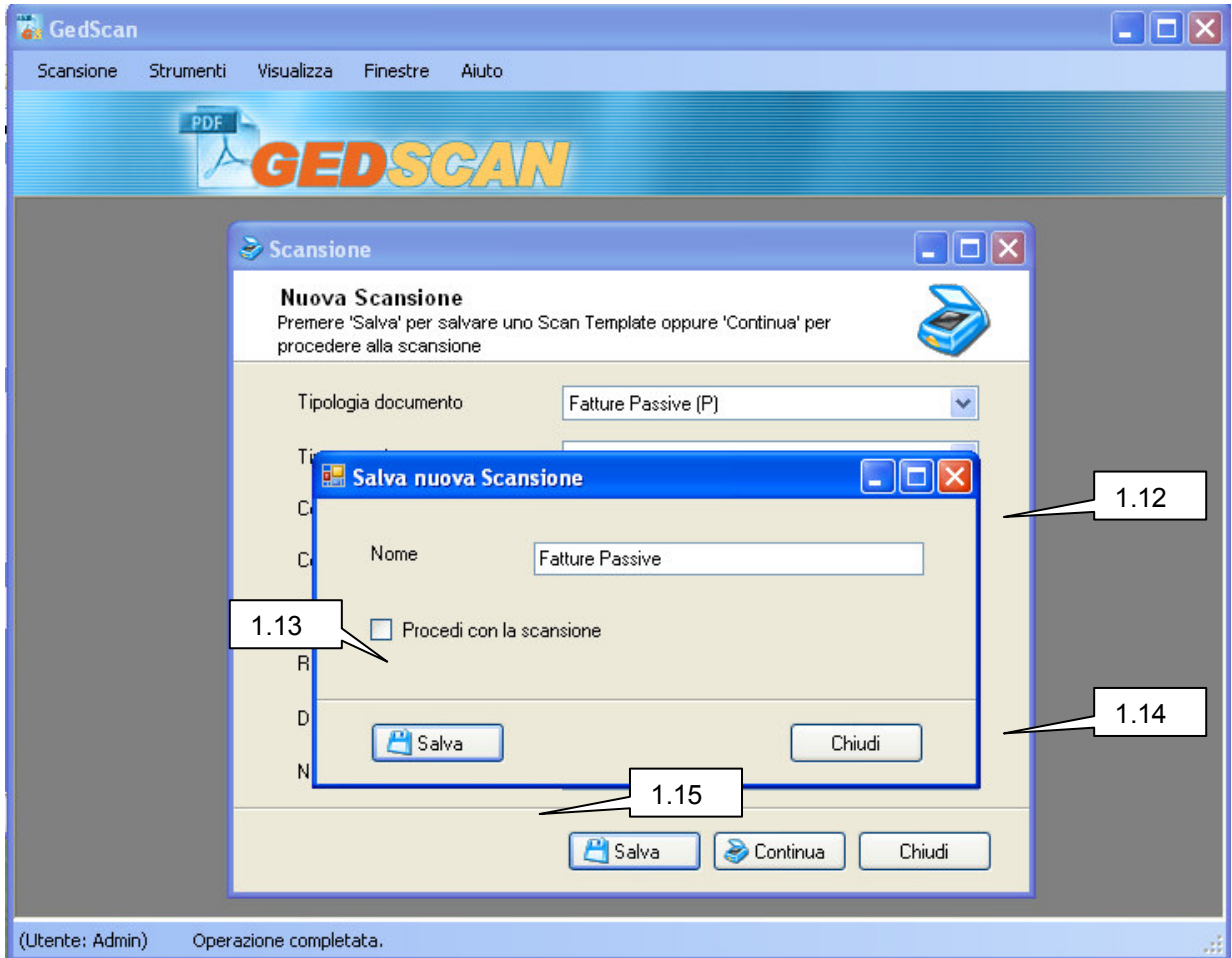 GedScan
Scansione Strumenti Visualizza Finestre Aiuto
PDF
GEDSCAN
Scansione
Nuova Scansione
Premere 'Salva' per salvare uno Scan Template oppure 'Continua' per
procedere alla scansione
Tipologia documento Fatture Passive (P)
Salva nuova Scansione
1.12
Nome Fatture Passive
1.13
Procedi con la scansione
R
D
1.14
Salva Chiudi
N
1.15
Salva Continua Chiudi
(Utente: Admin) Operazione completata.